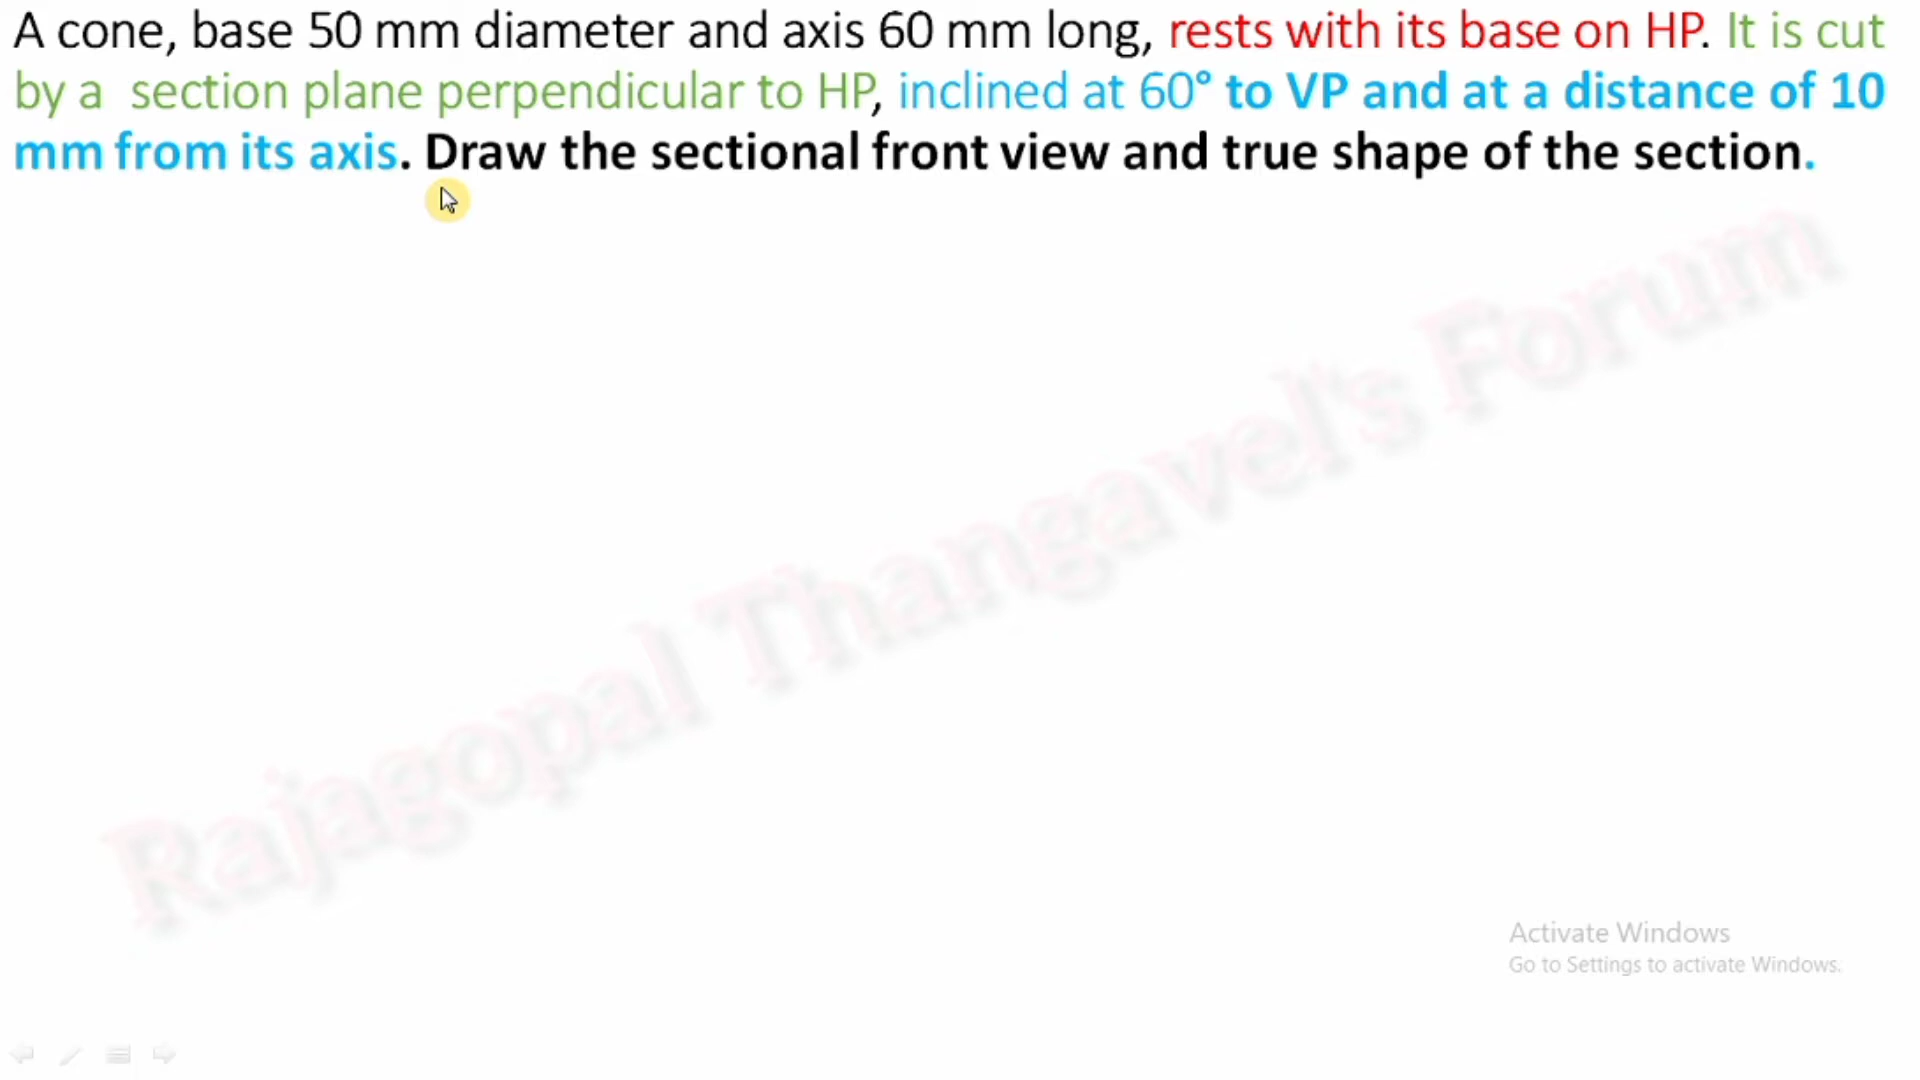 A cone, base 50 mm diameter and axis 60 mm long, rests with its base on HP. It is cut
by a section plane perpendicular to HP, inclined at 60° to VP and at a distance of 10
mm from its axis. Draw the sectional front view and true shape of the section.
Rajagopal Thangavel's Forum
Activate Windows
Go to Settings to activate Windows.